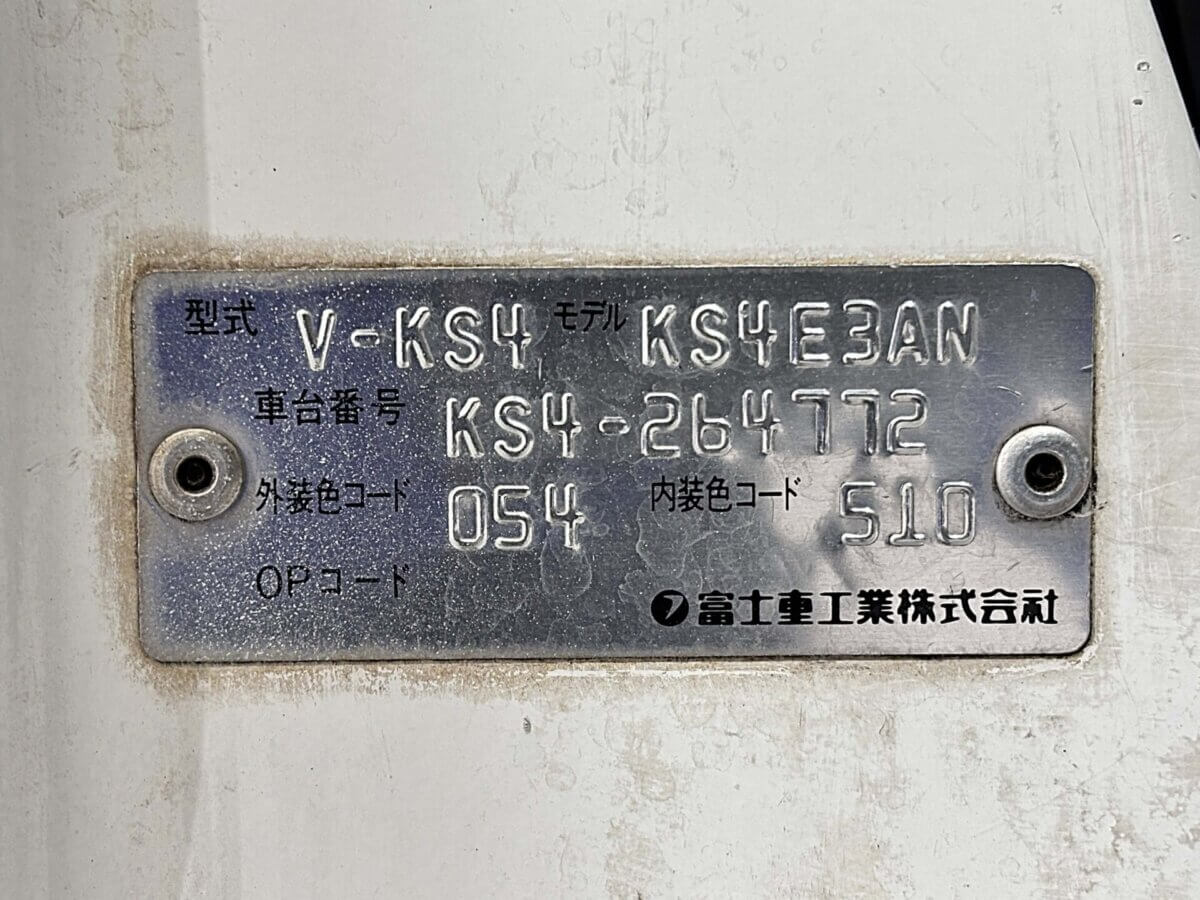 型式 V-KS4 モデル KS4E3AN
車台番号 KS4-264772
外装色コード 054 内装色コード 510
OPコード
富士重工業株式会社